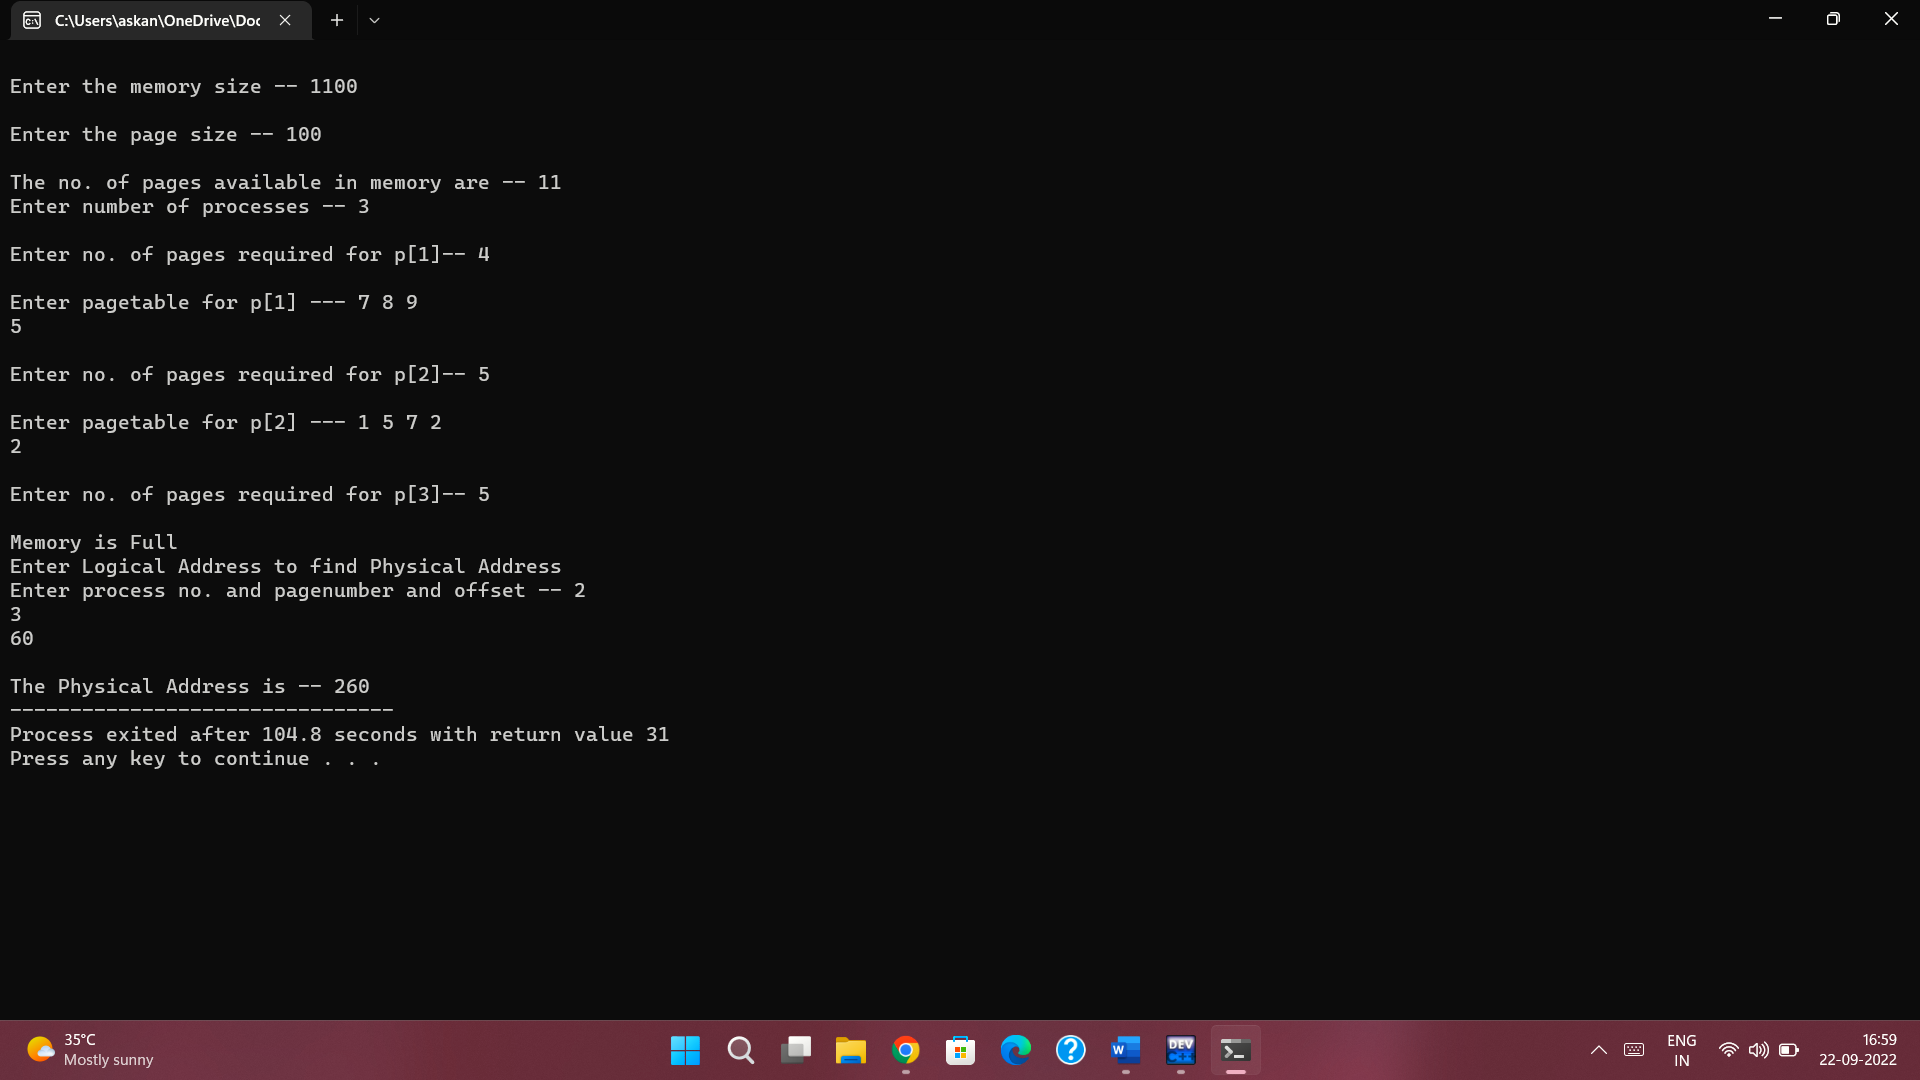 C:\Users\askan\OneDrive\Doc
Enter the memory size -- 1100
Enter the page size -- 100
The no. of pages available in memory are -- 11
Enter number of processes -- 3
Enter no. of pages required for p[1]-- 4
Enter pagetable for p[1] --- 7 8 9
5
Enter no. of pages required for p[2]-- 5
Enter pagetable for p[2] --- 1 5 7 2
2
Enter no. of pages required for p[3]-- 5
Memory is Full
Enter Logical Address to find Physical Address
Enter process no. and pagenumber and offset -- 2
3
60
The Physical Address is -- 260
--------------------------------
Process exited after 104.8 seconds with return value 31
Press any key to continue . . .
35°C
Mostly sunny
W
DEV
C++
ENG
IN
16:59
22-09-2022